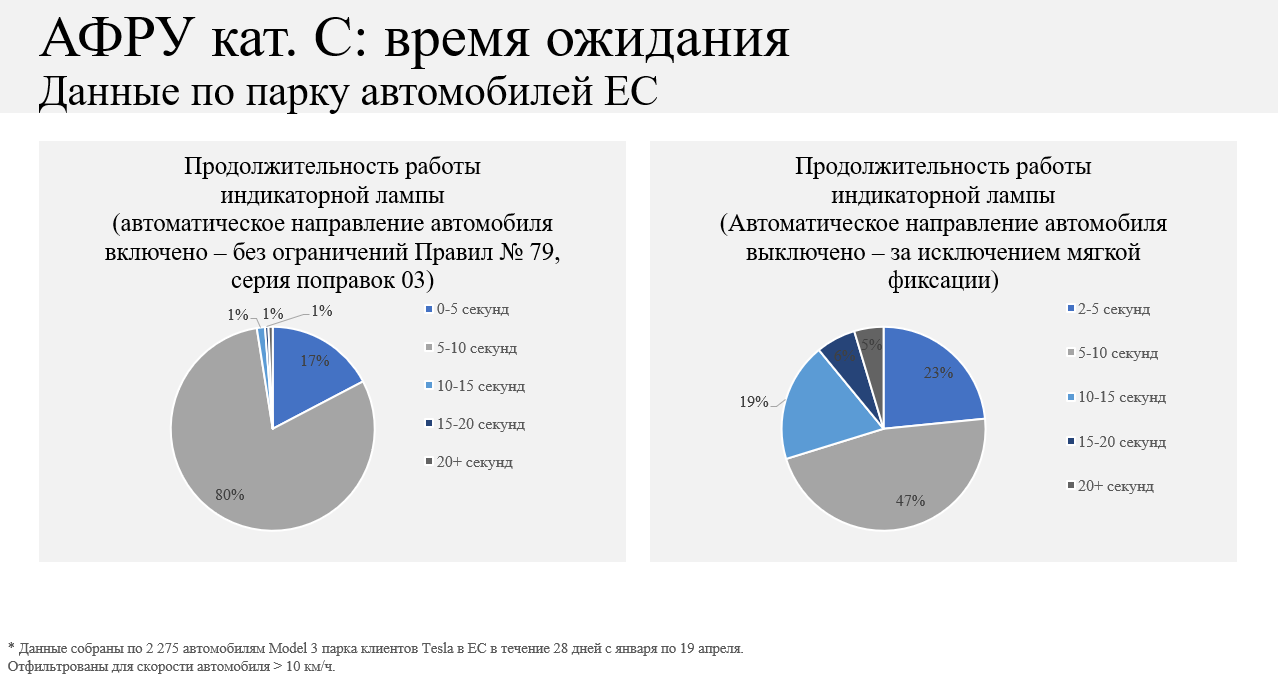 АФРУ кат. С: время ожидания
Данные по парку автомобилей ЕС
Продолжительность работы
индикаторной лампы
(автоматическое направление автомобиля
включено – без ограничений Правил № 79,
серия поправок 03)
1%
1%
1%
17%
80%
0-5 секунд
5-10 секунд
10-15 секунд
15-20 секунд
20+ секунд
Продолжительность работы
индикаторной лампы
(Автоматическое направление автомобиля
выключено – за исключением мягкой
фиксации)
5%
23%
19%
47%
2-5 секунд
5-10 секунд
10-15 секунд
15-20 секунд
20+ секунд
* Данные собраны по 2 275 автомобилям Model 3 парка клиентов Tesla в ЕС в течение 28 дней с января по 19 апреля.
Отфильтрованы для скорости автомобиля > 10 км/ч.